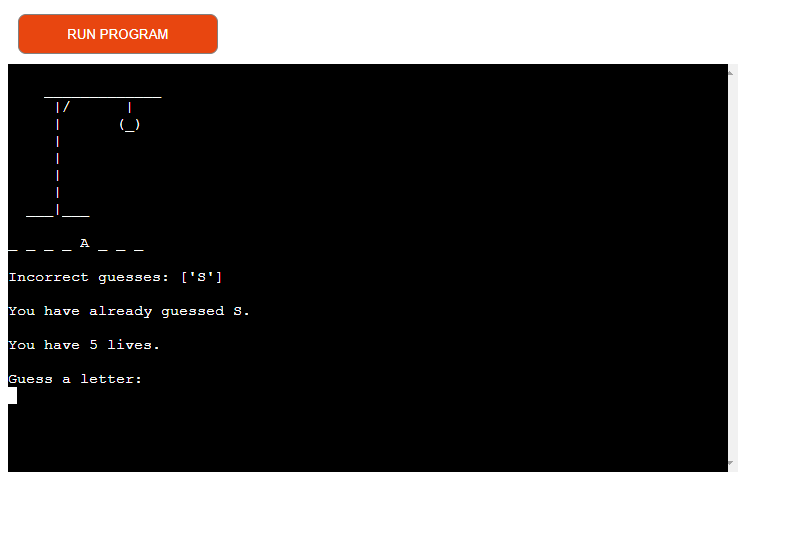 RUN PROGRAM
_____________
|/      |
|      (_)
|
|
|
|
___|___
_ _ _ _ A _ _ _
Incorrect guesses: ['S']
You have already guessed S.
You have 5 lives.
Guess a letter: